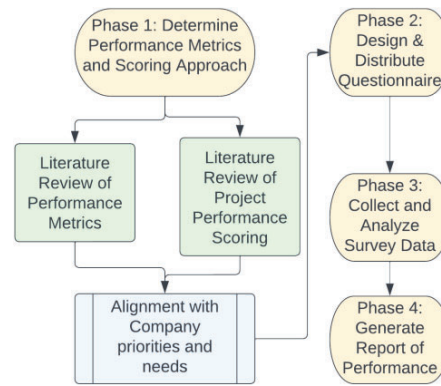 Phase 1: Determine
Performance Metrics
and Scoring Approach
Literature
Review of
Performance
Metrics
Literature
Review of
Project
Performance
Scoring
Alignment with
Company
priorities and
needs
Phase 2:
Design &
Distribute
Questionnaire
Phase 3:
Collect and
Analyze
Survey Data
Phase 4:
Generate
Report of
Performance